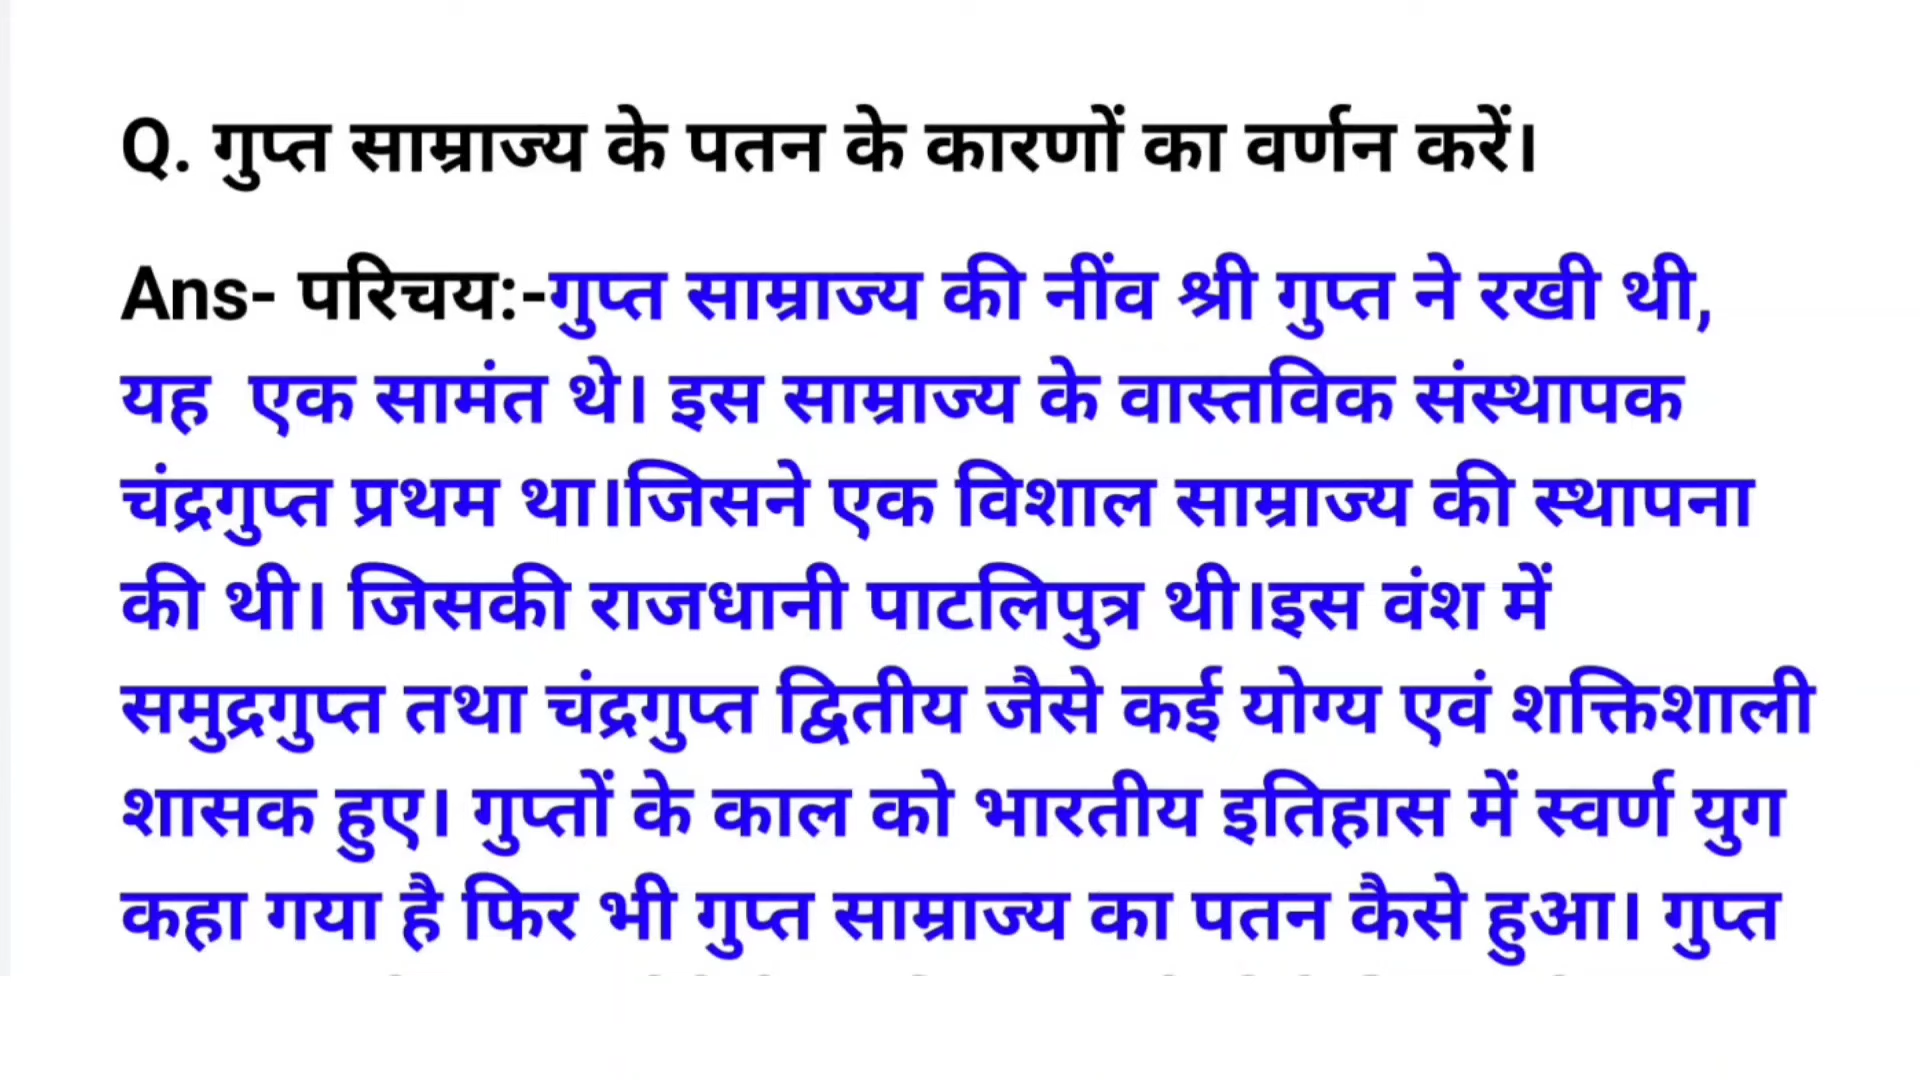 Q. गुप्त साम्राज्य के पतन के कारणों का वर्णन करें।
Ans- परिचय:-गुप्त साम्राज्य की नींव श्री गुप्त ने रखी थी,
यह एक सामंत थे। इस साम्राज्य के वास्तविक संस्थापक
चंद्रगुप्त प्रथम था।जिसने एक विशाल साम्राज्य की स्थापना
की थी। जिसकी राजधानी पाटलिपुत्र थी।इस वंश में
समुद्रगुप्त तथा चंद्रगुप्त द्वितीय जैसे कई योग्य एवं शक्तिशाली
शासक हुए। गुप्तों के काल को भारतीय इतिहास में स्वर्ण युग
कहा गया है फिर भी गुप्त साम्राज्य का पतन कैसे हुआ। गुप्त